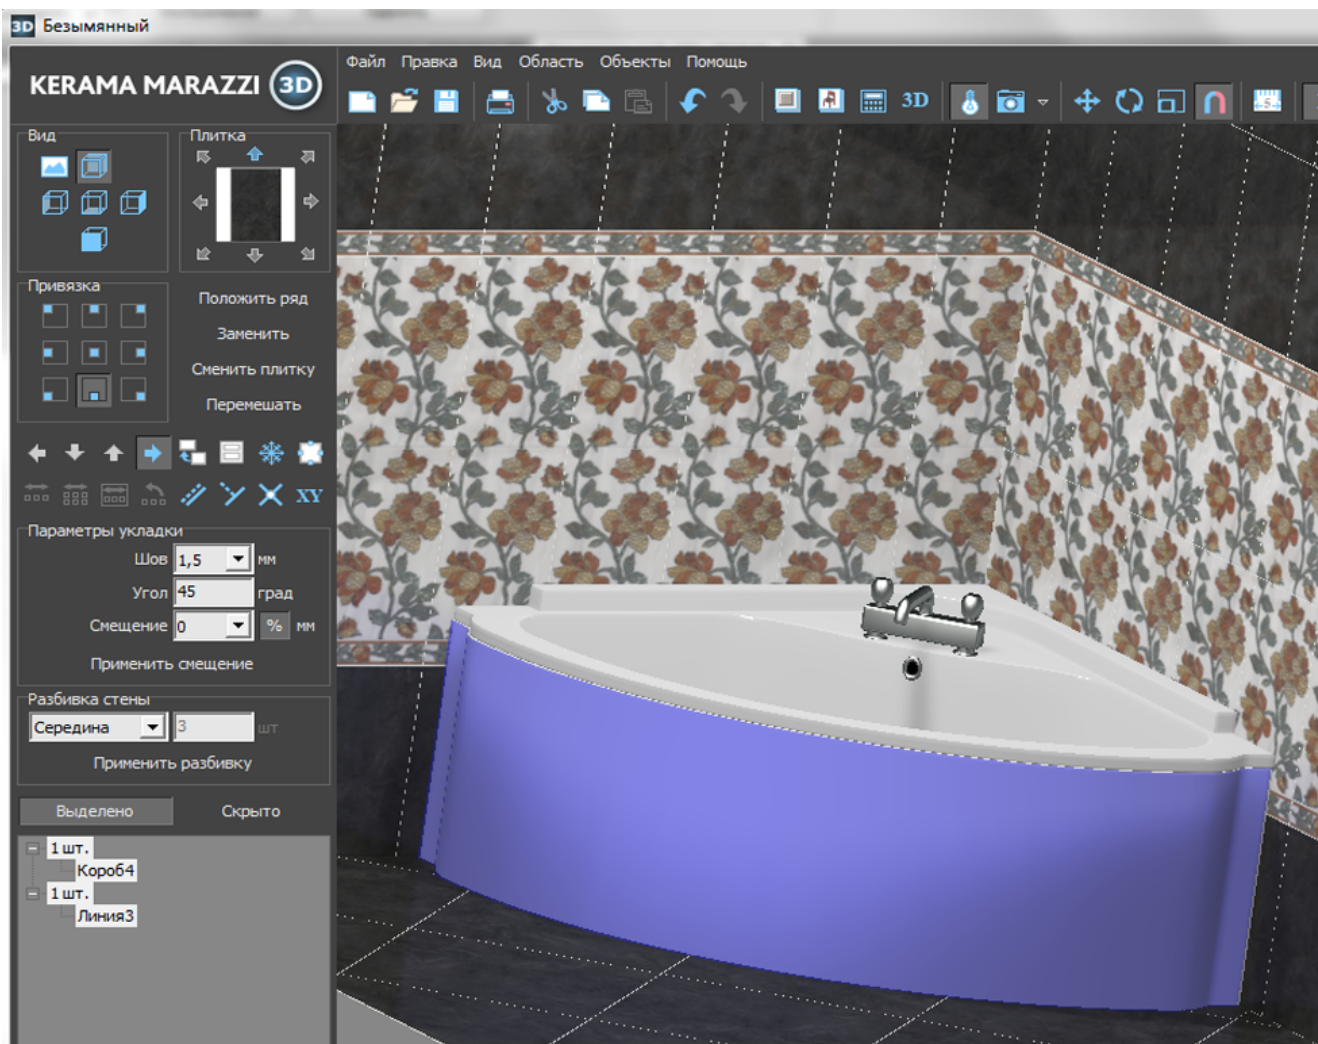 3D Безымянный
KERAMA MARAZZI 3D
Файл Правка Вид Область Объекты Помощь
3D
5
Вид
Плитка
Привязка
Положить ряд
Заменить
Сменить плитку
Перемешать
XY
Параметры укладки
Шов 1,5 мм
Угол 45 град
Смещение 0 % мм
Применить смещение
Разбивка стены
Середина 3 шт
Применить разбивку
Выделено Скрыто
1 шт.
Короб4
1 шт.
Линия3